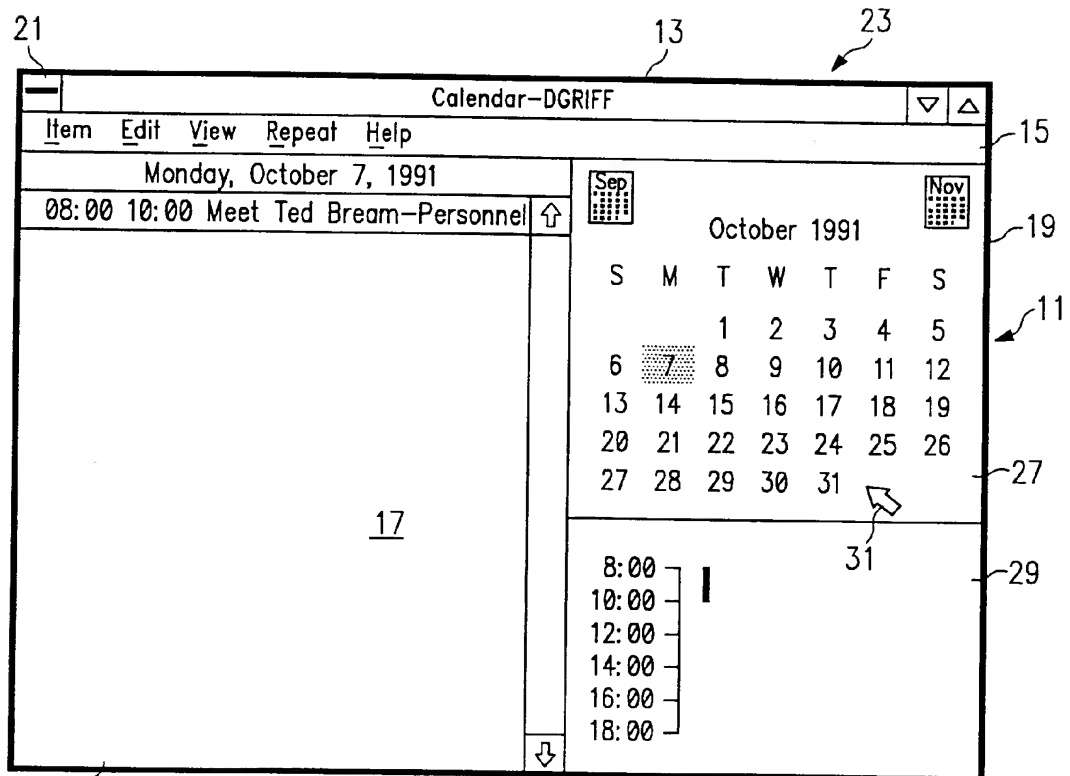 21
13
23
Calendar-DGRIFF
Item Edit View Repeat Help
15
Monday, October 7, 1991
08:00 10:00 Meet Ted Bream-Personnel
Sep
Nov
October 1991
19
S M T W T F S
11
1 2 3 4 5
6 7 8 9 10 11 12
13 14 15 16 17 18 19
20 21 22 23 24 25 26
27 28 29 30 31
27
17
31
29
8:00
10:00
12:00
14:00
16:00
18:00